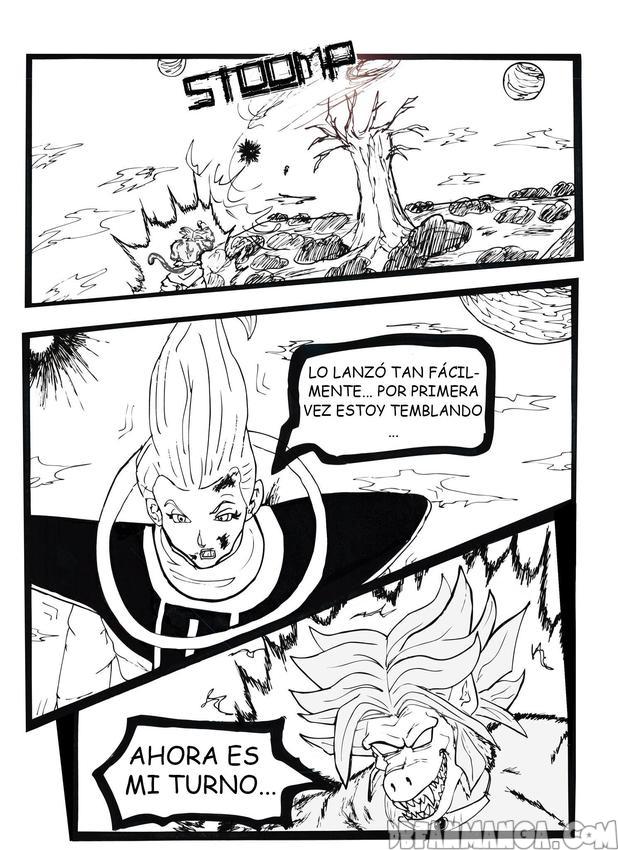 STOOMP
LO LANZÓ TAN FÁCIL-
MENTE... POR PRIMERA
VEZ ESTOY TEMBLANDO
...
AHORA ES
MI TURNO...
DBFANMANGA.COM